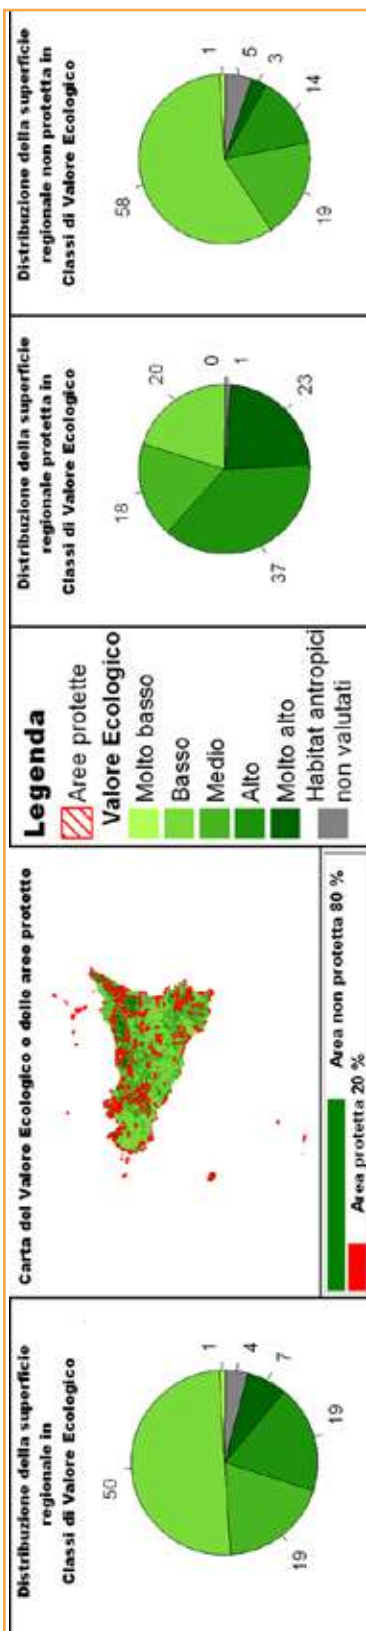 Distribuzione della superficie
regionale in
Classi di Valore Ecologico
50
1
4
7
19
19
Carta del Valore Ecologico e delle aree protette
Area non protetta 80 %
Area protetta 20 %
Legenda
Aree protette
Valore Ecologico
Molto basso
Basso
Medio
Alto
Molto alto
Habitat antropici
non valutati
Distribuzione della superficie
regionale protetta in
Classi di Valore Ecologico
18
20
0
1
23
37
Distribuzione della superficie
regionale non protetta in
Classi di Valore Ecologico
58
1
5
3
14
19